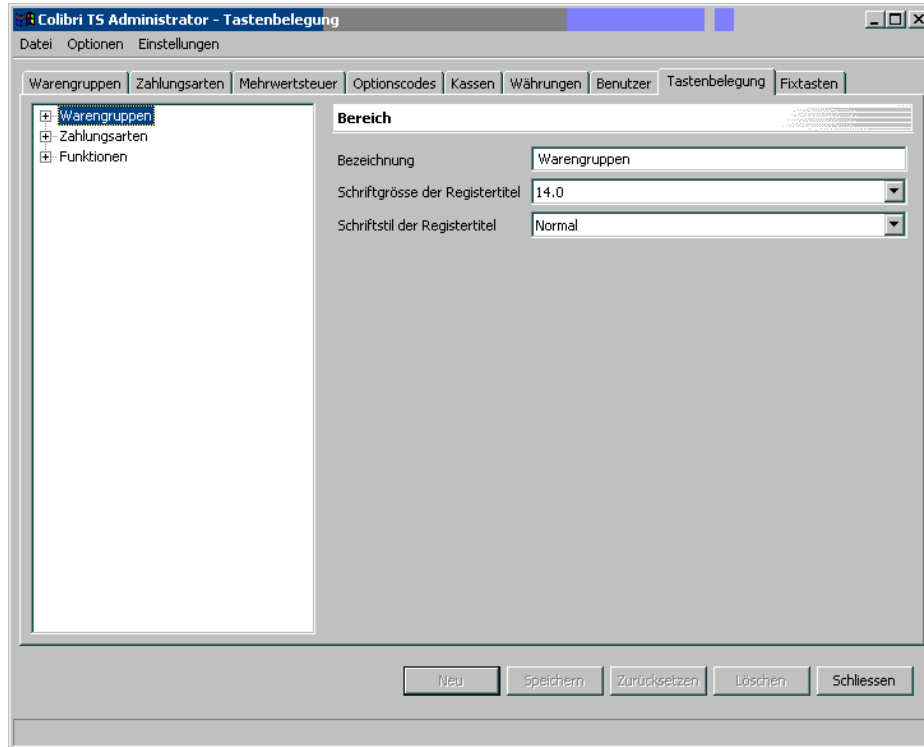 Colibri TS Administrator - Tastenbelegung
Datei Optionen Einstellungen
Warengruppen Zahlungsarten Mehrwertsteuer Optionscodes Kassen Währungen Benutzer Tastenbelegung Fixtasten
Warengruppen
Zahlungsarten
Funktionen
Bereich
Bezeichnung Warengruppen
Schriftgrösse der Registertitel 14.0
Schriftstil der Registertitel Normal
Neu Speichern Zurücksetzen Löschen Schliessen